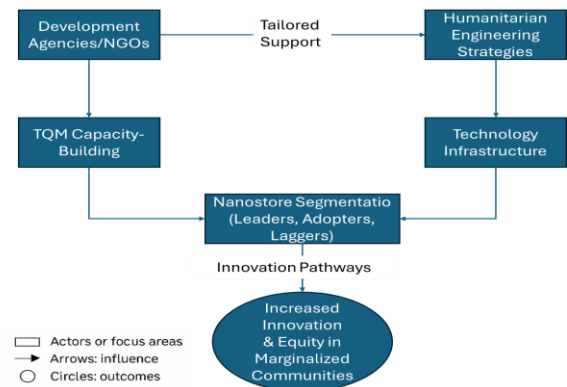 Development
Agencies/NGOs
Tailored
Support
Humanitarian
Engineering
Strategies
TQM Capacity-
Building
Technology
Infrastructure
Nanostore Segmentatio
(Leaders, Adopters,
Laggers)
Innovation Pathways
Increased
Innovation
& Equity in
Marginalized
Communities
Actors or focus areas
Arrows: influence
Circles: outcomes